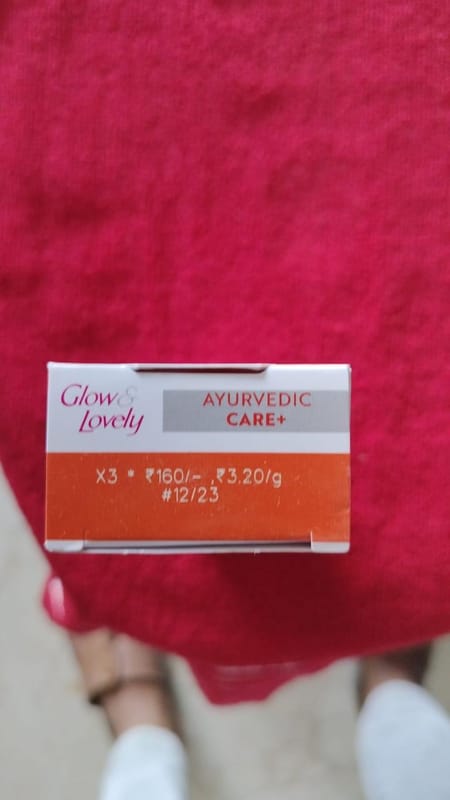 Glow & Lovely
AYURVEDIC
CARE+
X3 * ₹160/- ,₹3.20/g
#12/23